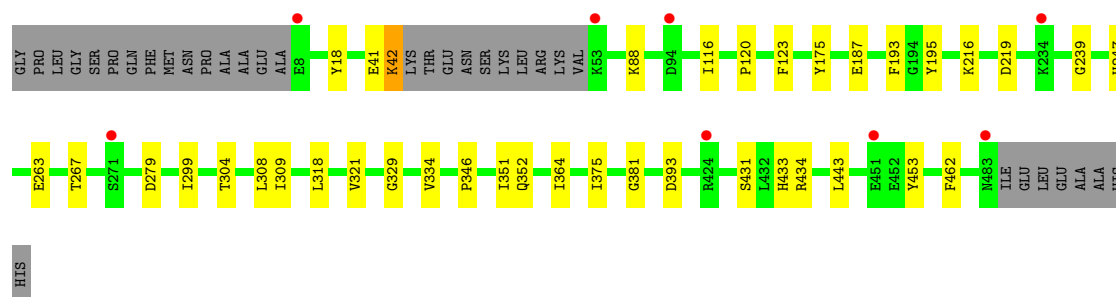 GLY PRO LEU GLY SER PRO GLN ASP PHE MET ASN PRO ALA ALA GLU ALA E8 Y18 E41 K42 LYS THR GLU ASN SER LYS LEU ARG LYS VAL K53 K88 D94 I116 P120 F123 Y175 E187 F193 G194 Y195 K216 D219 K234 G239
E263 T267 S271 D279 I299 T304 L308 I309 L318 V321 G329 V334 P346 I351 Q352 I364 I375 G381 D393 R424 S431 L432 H433 R434 L443 E451 E452 Y453 F462 N483 ILE GLU LEU GLU ALA ALA HIS
HIS